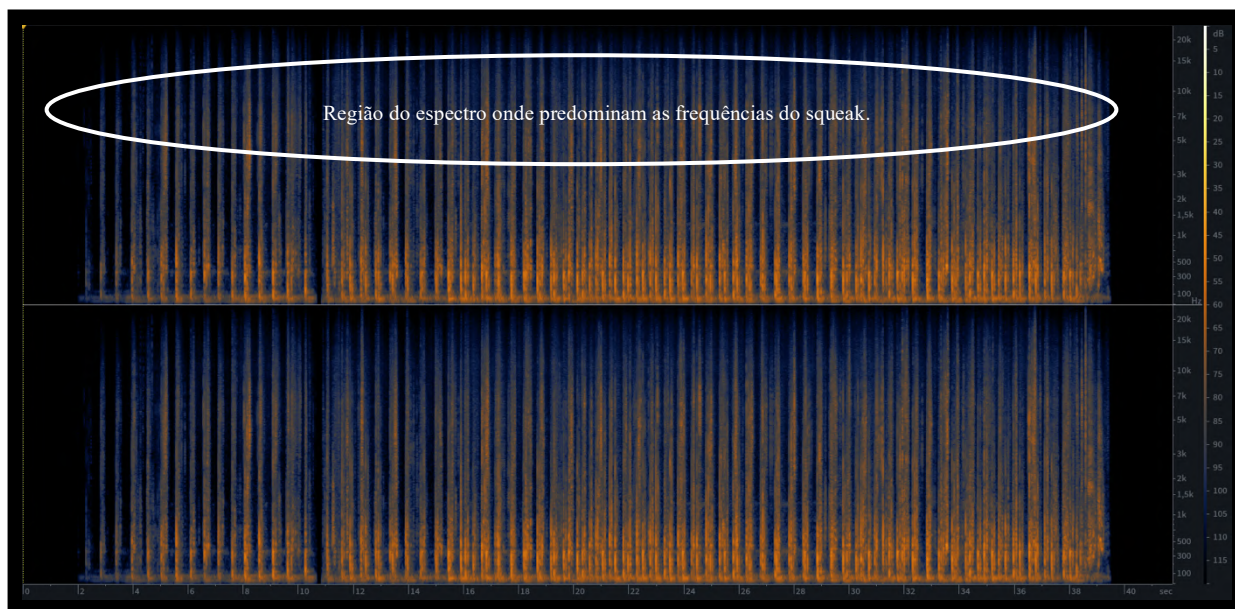 Região do espectro onde predominam as frequências do squeak.
dB
20k
5
15k
10
15
10k
20
7k
25
5k
30
3k
35
2k
40
1,5k
45
1k
50
500
55
300
100
Hz
60
20k
65
15k
70
75
10k
80
7k
85
5k
90
3k
95
2k
100
1,5k
105
1k
110
500
115
300
100
0 2 4 6 8 10 12 14 16 18 20 22 24 26 28 30 32 34 36 38 40 sec